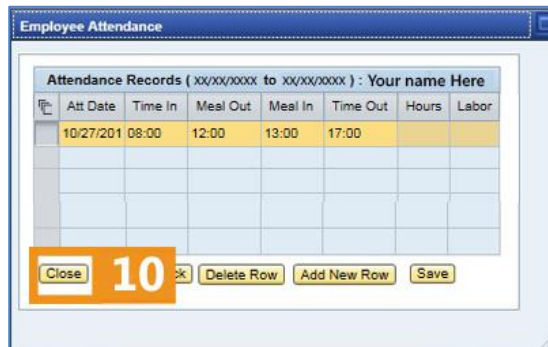 Employee Attendance
Attendance Records ( xx/xx/xxxx to xx/xx/xxxx ) : Your name Here
Att Date Time In Meal Out Meal In Time Out Hours Labor
10/27/201 08:00 12:00 13:00 17:00
Close 10 k Delete Row Add New Row Save